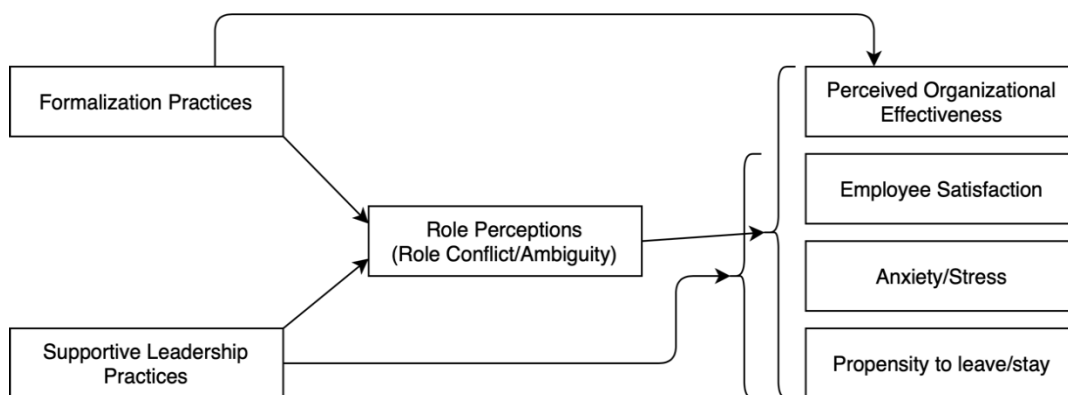 Formalization Practices
Perceived Organizational
Effectiveness
Employee Satisfaction
Role Perceptions
(Role Conflict/Ambiguity)
Anxiety/Stress
Supportive Leadership
Practices
Propensity to leave/stay